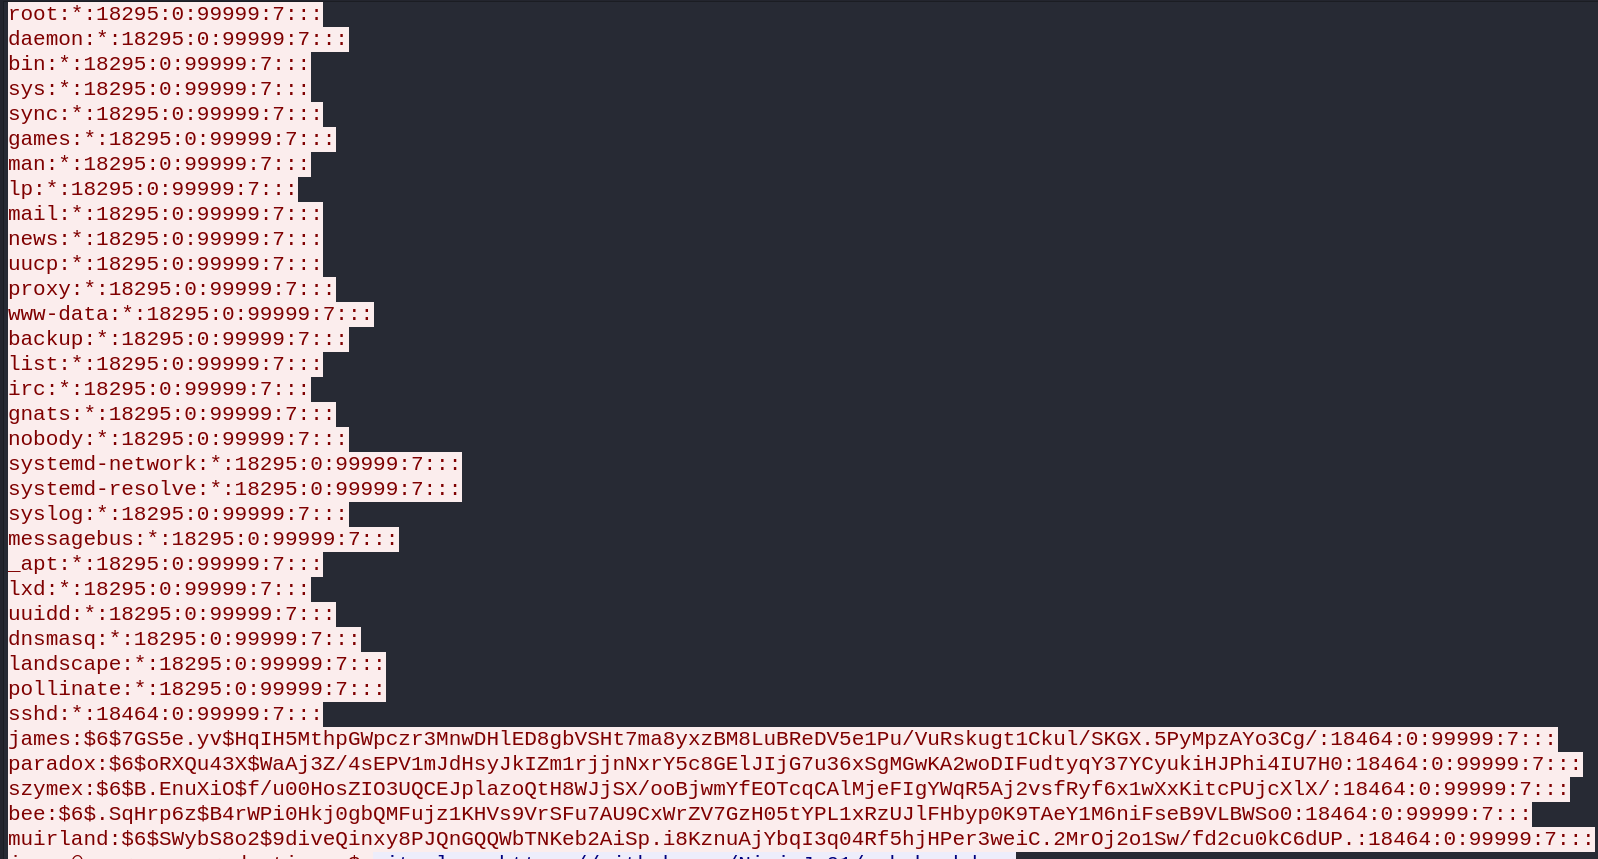 root:*:18295:0:99999:7:::
daemon:*:18295:0:99999:7:::
bin:*:18295:0:99999:7:::
sys:*:18295:0:99999:7:::
sync:*:18295:0:99999:7:::
games:*:18295:0:99999:7:::
man:*:18295:0:99999:7:::
lp:*:18295:0:99999:7:::
mail:*:18295:0:99999:7:::
news:*:18295:0:99999:7:::
uucp:*:18295:0:99999:7:::
proxy:*:18295:0:99999:7:::
www-data:*:18295:0:99999:7:::
backup:*:18295:0:99999:7:::
list:*:18295:0:99999:7:::
irc:*:18295:0:99999:7:::
gnats:*:18295:0:99999:7:::
nobody:*:18295:0:99999:7:::
systemd-network:*:18295:0:99999:7:::
systemd-resolve:*:18295:0:99999:7:::
syslog:*:18295:0:99999:7:::
messagebus:*:18295:0:99999:7:::
_apt:*:18295:0:99999:7:::
lxd:*:18295:0:99999:7:::
uuidd:*:18295:0:99999:7:::
dnsmasq:*:18295:0:99999:7:::
landscape:*:18295:0:99999:7:::
pollinate:*:18295:0:99999:7:::
sshd:*:18464:0:99999:7:::
james:$6$7GS5e.yv$HqIH5MthpGWpczr3MnwDHlED8gbVSHt7ma8yxzBM8LuBReDV5e1Pu/VuRskugt1Ckul/SKGX.5PyMpzAYo3Cg/:18464:0:99999:7:::
paradox:$6$oRXQu43X$WaAj3Z/4sEPV1mJdHsyJkIZm1rjjnNxrY5c8GElJIjG7u36xSgMGwKA2woDIFudtyqY37YCyukiHJPhi4IU7H0:18464:0:99999:7:::
szymex:$6$B.EnuXiO$f/u00HosZIO3UQCEJplazoQtH8WJjSX/ooBjwmYfEOTcqCAlMjeFIgYWqR5Aj2vsfRyf6x1wXxKitcPUjcXlX/:18464:0:99999:7:::
bee:$6$.SqHrp6z$B4rWPi0Hkj0gbQMFujz1KHVs9VrSFu7AU9CxWrZV7GzH05tYPL1xRzUJlFHbyp0K9TAeY1M6niFseB9VLBWSo0:18464:0:99999:7:::
muirland:$6$SWybS8o2$9diveQinxy8PJQnGQQWbTNKeb2AiSp.i8KznuAjYbqI3q04Rf5hjHPer3weiC.2MrOj2o1Sw/fd2cu0kC6dUP.:18464:0:99999:7:::